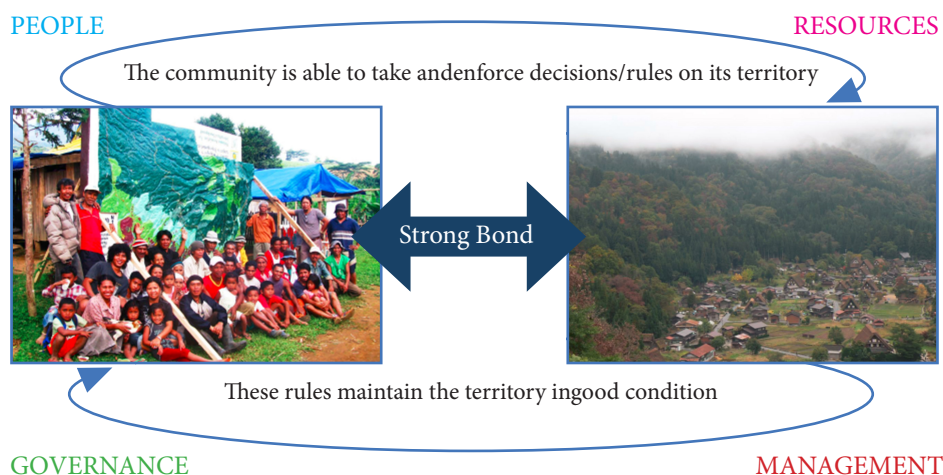 PEOPLE
RESOURCES
The community is able to take andenforce decisions/rules on its territory
Strong Bond
These rules maintain the territory ingood condition
GOVERNANCE
MANAGEMENT